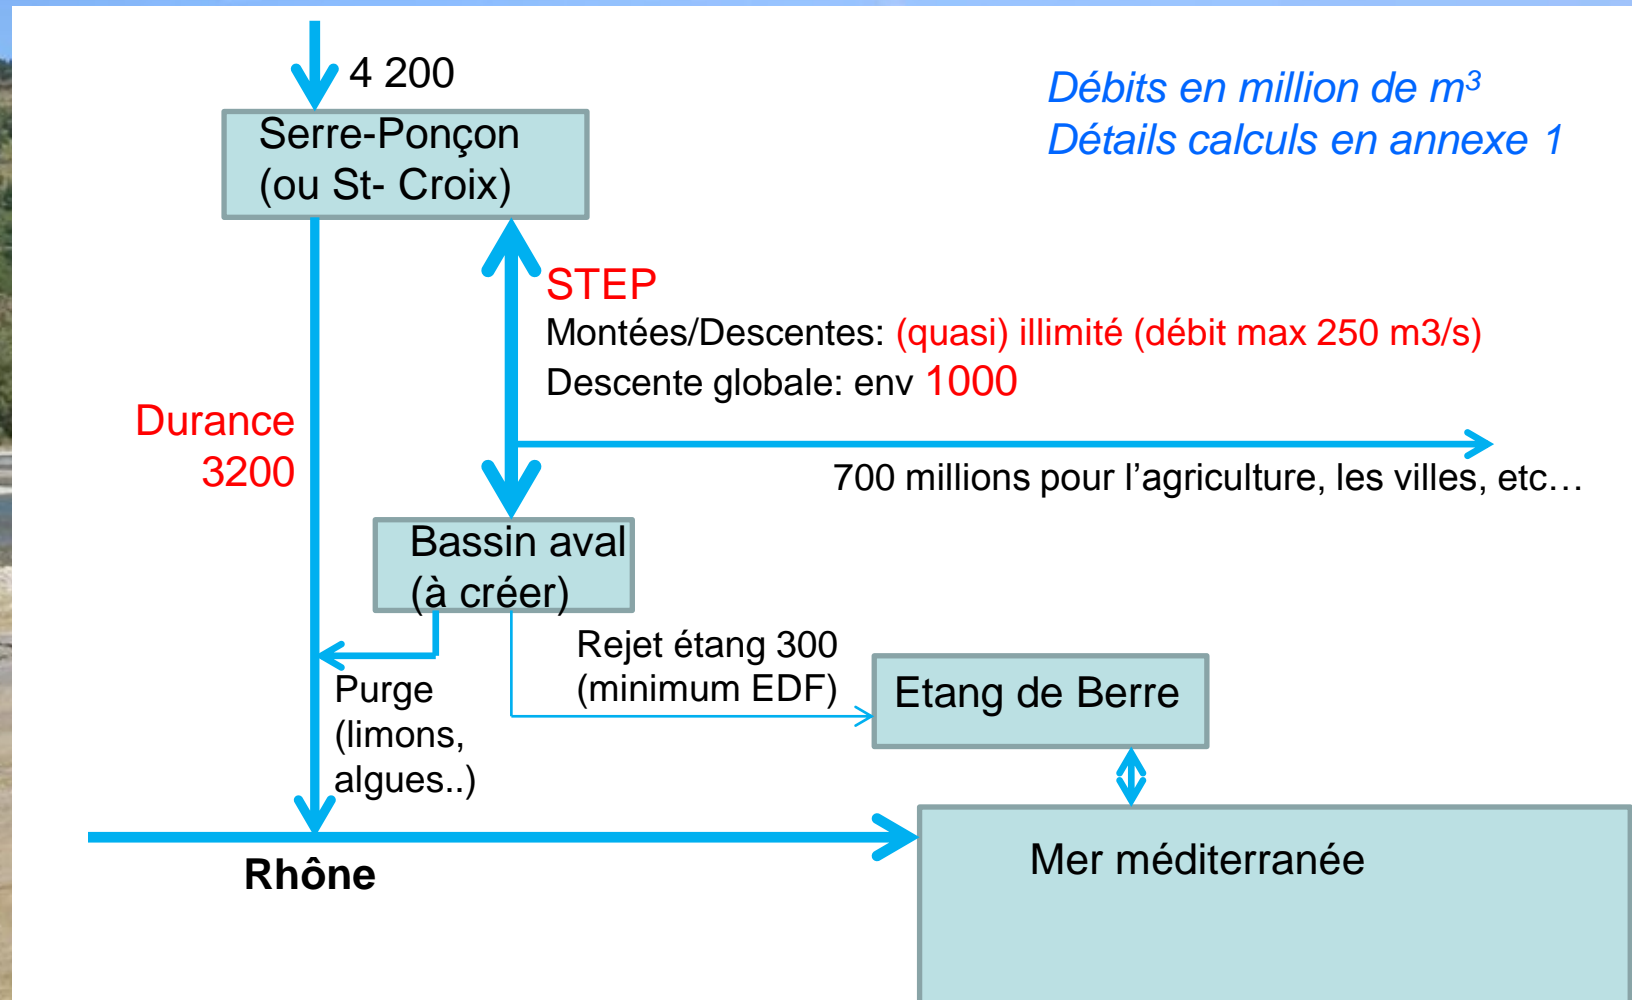 4 200
Débits en million de m³
Détails calculs en annexe 1
Serre-Ponçon
(ou St- Croix)
STEP
Montées/Descentes: (quasi) illimité (débit max 250 m3/s)
Descente globale: env 1000
Durance
3200
700 millions pour l’agriculture, les villes, etc…
Bassin aval
(à créer)
Rejet étang 300
(minimum EDF)
Etang de Berre
Purge
(limons,
algues..)
Rhône
Mer méditerranée